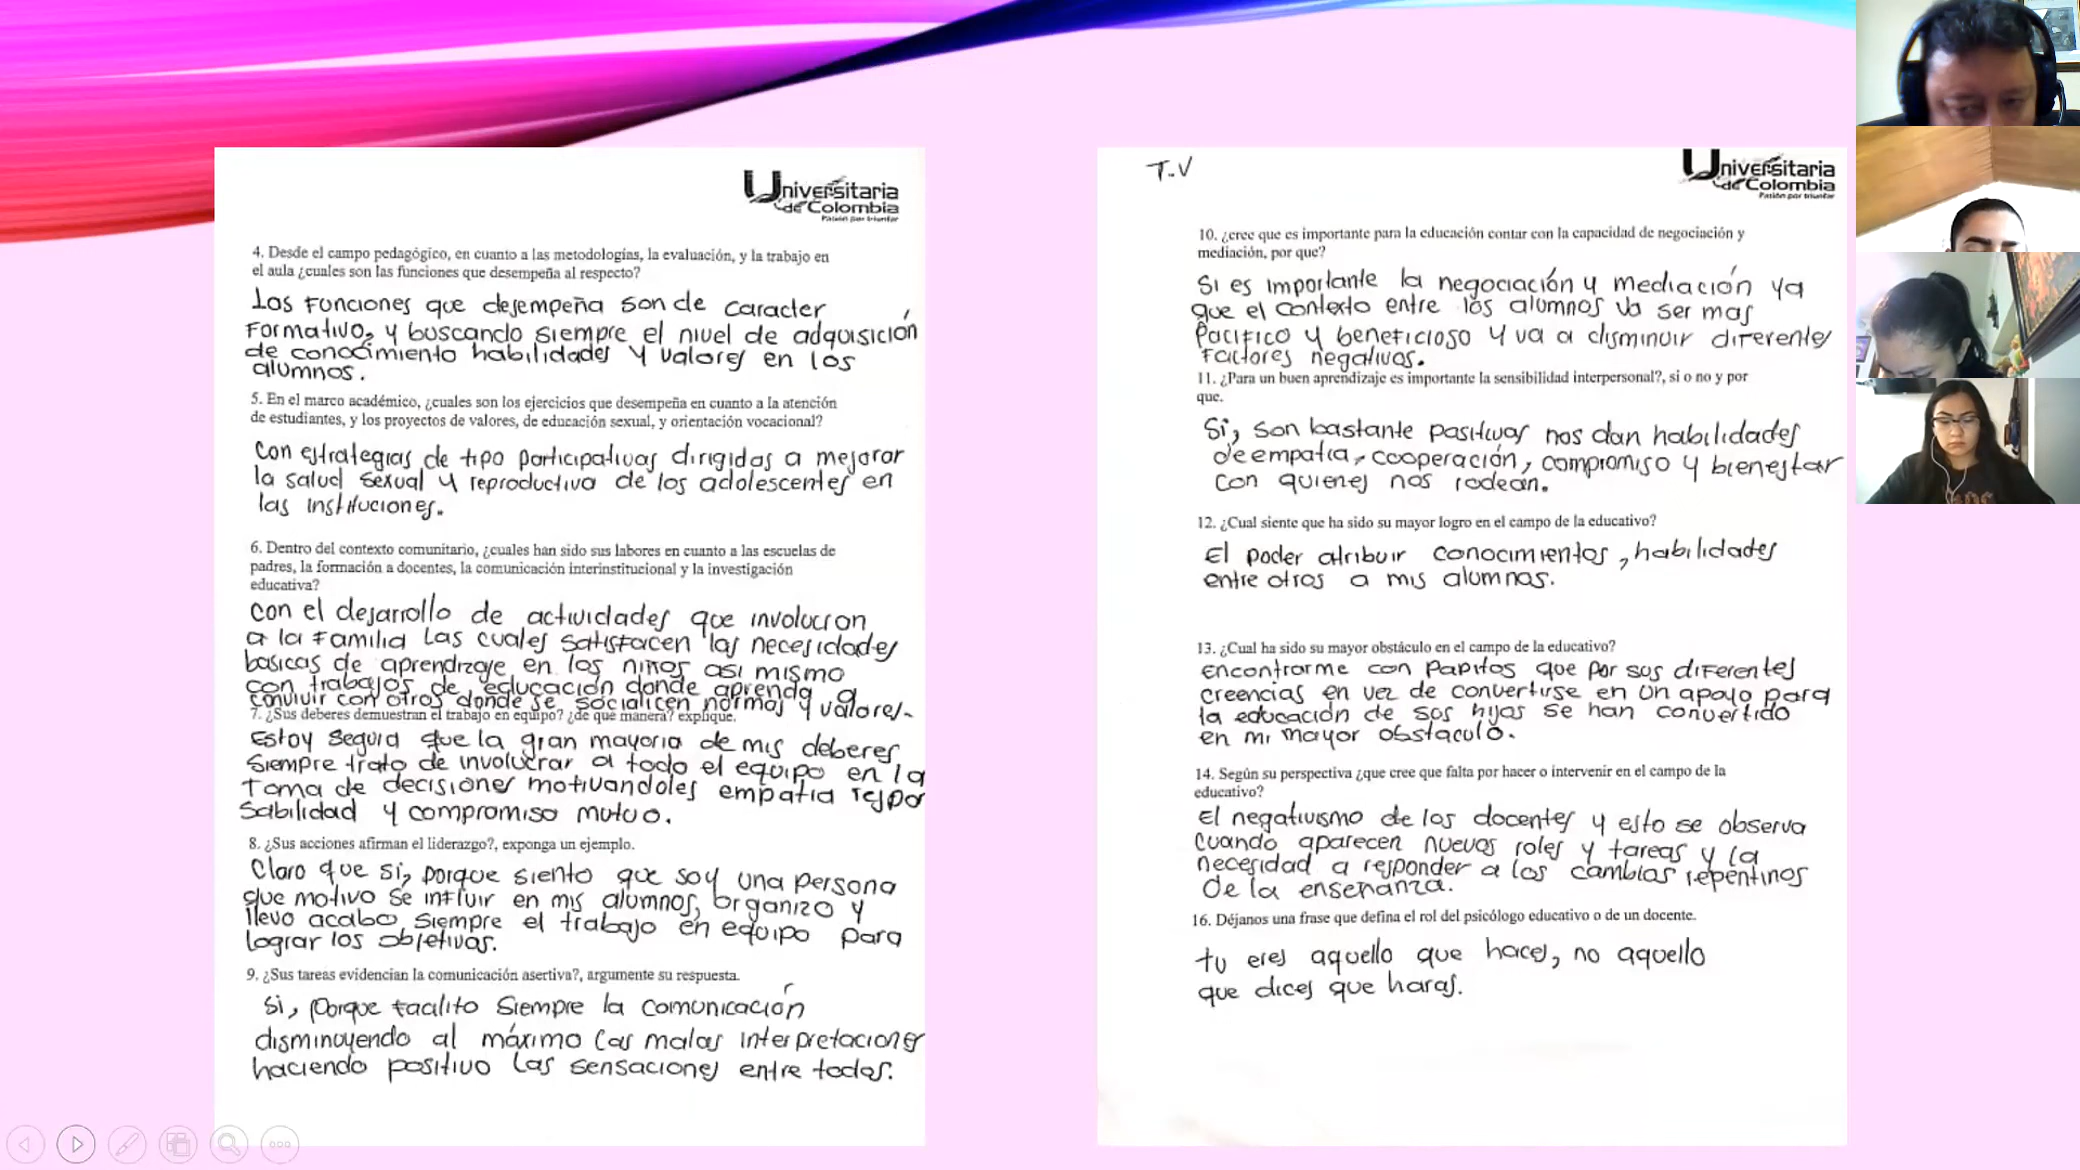 Universitaria
de Colombia
Pasión por triunfar
4. Desde el campo pedagógico, en cuanto a las metodologías, la evaluación, y la trabajo en
el aula ¿cuales son las funciones que desempeña al respecto?
Las Funciones que desempeña son de caracter
Formativo, y buscando siempre el nivel de adquisición
de conocimiento habilidades y valores en los
alumnos.
5. En el marco académico, ¿cuales son los ejercicios que desempeña en cuanto a la atención
de estudiantes, y los proyectos de valores, de educación sexual, y orientación vocacional?
Con estrategias de tipo participativas dirigidas a mejorar
la salud sexual y reproductiva de los adolescentes en
las instituciones.
6. Dentro del contexto comunitario, ¿cuales han sido sus labores en cuanto a las escuelas de
padres, la formación a docentes, la comunicación interinstitucional y la investigación
educativa?
Con el desarrollo de actividades que involucran
a la Familia Las cuales satisfacen las necesidades
basicas de aprendizaje en los niños asi mismo
con trabajos de educación donde aprenda a
convivir con otros donde se socialicen normas y valores.
7. ¿Sus deberes demuestran el trabajo en equipo? ¿de que manera? explique.
Estoy Segura que la gran mayoria de mis deberes
Siempre trato de involucrar a todo el equipo en la
Toma de decisiones motivandoles empatia respon
sabilidad y compromiso mutuo.
8. ¿Sus acciones afirman el liderazgo?, exponga un ejemplo.
Claro que si, porque siento que soy una persona
que motivo se influir en mis alumnos, organizo y
llevo acabo siempre el trabajo en equipo para
lograr los objetivos.
9. ¿Sus tareas evidencian la comunicación asertiva?, argumente su respuesta.
Si, porque facilito siempre la comunicación
disminuyendo al máximo las malas interpretaciones
haciendo positivo las sensaciones entre todas.
T.V
Universitaria
de Colombia
Pasión por triunfar
10. ¿cree que es importante para la educación contar con la capacidad de negociación y
mediación, por que?
Si es importante la negociación y mediación ya
que el contexto entre los alumnos va ser mas
Pacifico y beneficioso y va a disminuir diferentes
Factores negativas.
11. ¿Para un buen aprendizaje es importante la sensibilidad interpersonal?, si o no y por
que.
Si, son bastante positivas nos dan habilidades
de empatia, cooperación, compromiso y bienestar
con quienes nos rodean.
12. ¿Cual siente que ha sido su mayor logro en el campo de la educativo?
El poder atribuir conocimientos, habilidades
entre otros a mis alumnos.
13. ¿Cual ha sido su mayor obstáculo en el campo de la educativo?
Encontrarme con papitos que por sus diferentes
creencias en vez de convertirse en un apoyo para
la educación de sos hijas se han convertido
en mi mayor obstaculo.
14. Según su perspectiva ¿que cree que falta por hacer o intervenir en el campo de la
educativo?
El negativismo de los docentes y esto se observa
Cuando aparecen nuevos roles y tareas y la
necesidad a responder a los cambias repentinos
De la enseñanza.
16. Déjanos una frase que defina el rol del psicólogo educativo o de un docente.
tu eres aquello que haces, no aquello
que dices que haras.